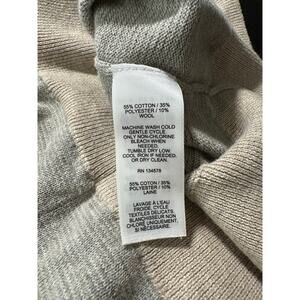 55% COTTON / 35%
POLYESTER / 10%
WOOL
MACHINE WASH COLD
GENTLE CYCLE.
ONLY NON-CHLORINE
BLEACH WHEN
NEEDED.
TUMBLE DRY LOW.
COOL IRON IF NEEDED,
OR DRY CLEAN.
RN 134578
55% COTON / 35%
POLYESTER / 10%
LAINE
LAVAGE À L'EAU
FROIDE, CYCLE
TEXTILES DÉLICATS.
BLANCHISSEUR NON
CHLORÉ UNIQUEMENT,
SI NÉCESSAIRE.